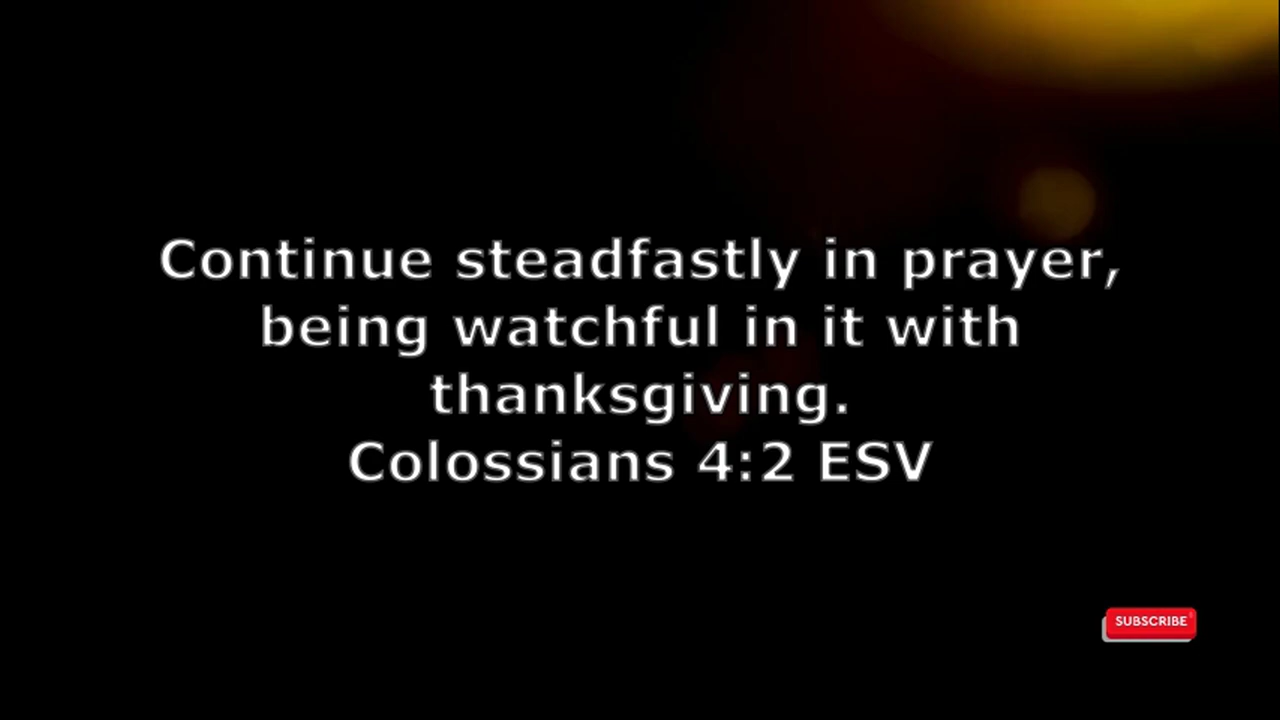 Continue steadfastly in prayer,
being watchful in it with
thanksgiving.
Colossians 4:2 ESV
SUBSCRIBE